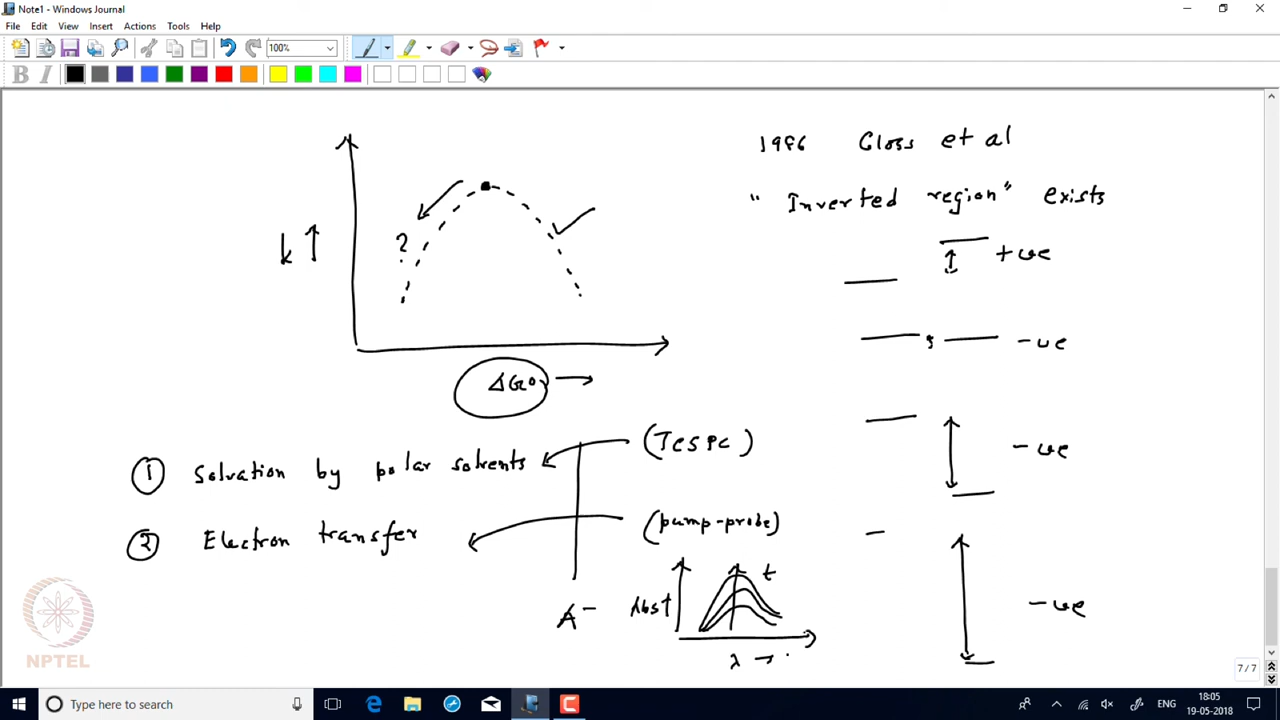 Note1 - Windows Journal
File Edit View Insert Actions Tools Help
100%
B I
1986 Closs et al
"Inverted region" exists
k
?
+ve
-ve
ΔG⁰
① Solvation by polar solvents
(TCSPC)
-ve
② Electron transfer
(pump-probe)
t
Abst
A⁻
λ
-ve
NPTEL
7 / 7
Type here to search
ENG
18:05
19-05-2018